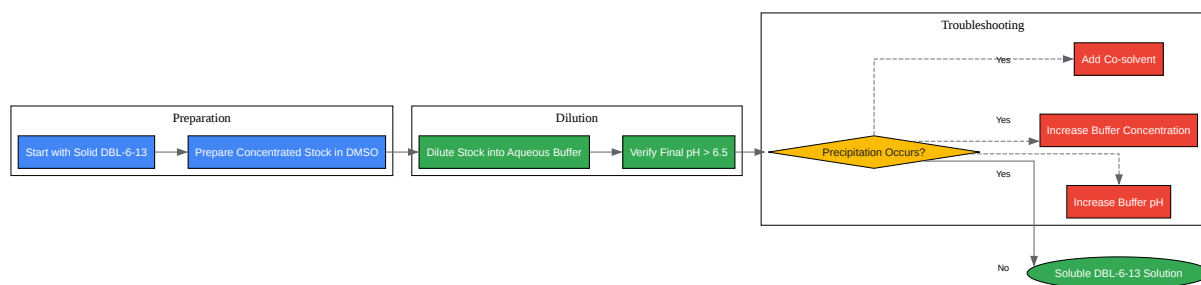 Preparation
Start with Solid DBL-6-13
Prepare Concentrated Stock in DMSO
Dilution
Dilute Stock into Aqueous Buffer
Verify Final pH > 6.5
Troubleshooting
Precipitation Occurs?
Yes
Add Co-solvent
Yes
Increase Buffer Concentration
Yes
Increase Buffer pH
No
Soluble DBL-6-13 Solution